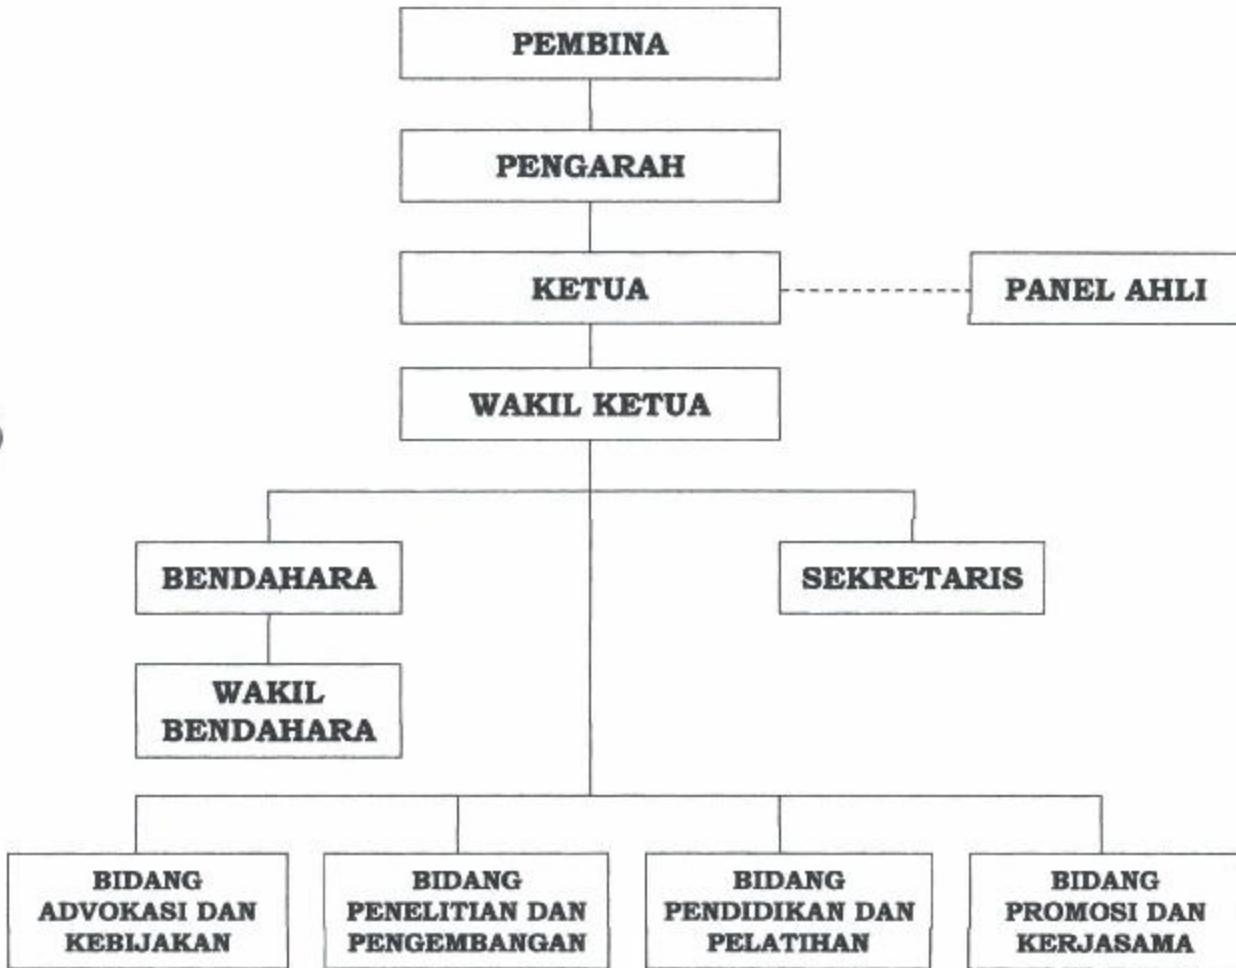 PEMBINA
PENGARAH
KETUA
PANEL AHLI
WAKIL KETUA
BENDAHARA
SEKRETARIS
WAKIL
BENDAHARA
BIDANG
ADVOKASI DAN
KEBIJAKAN
BIDANG
PENELITIAN DAN
PENGEMBANGAN
BIDANG
PENDIDIKAN DAN
PELATIHAN
BIDANG
PROMOSI DAN
KERJASAMA